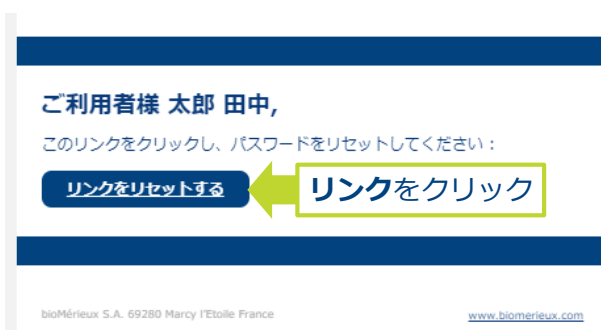 ご利用者様 太郎 田中,
このリンクをクリックし、パスワードをリセットしてください：
リンクをリセットする
リンクをクリック
bioMérieux S.A. 69280 Marcy l'Etoile France
www.biomerieux.com